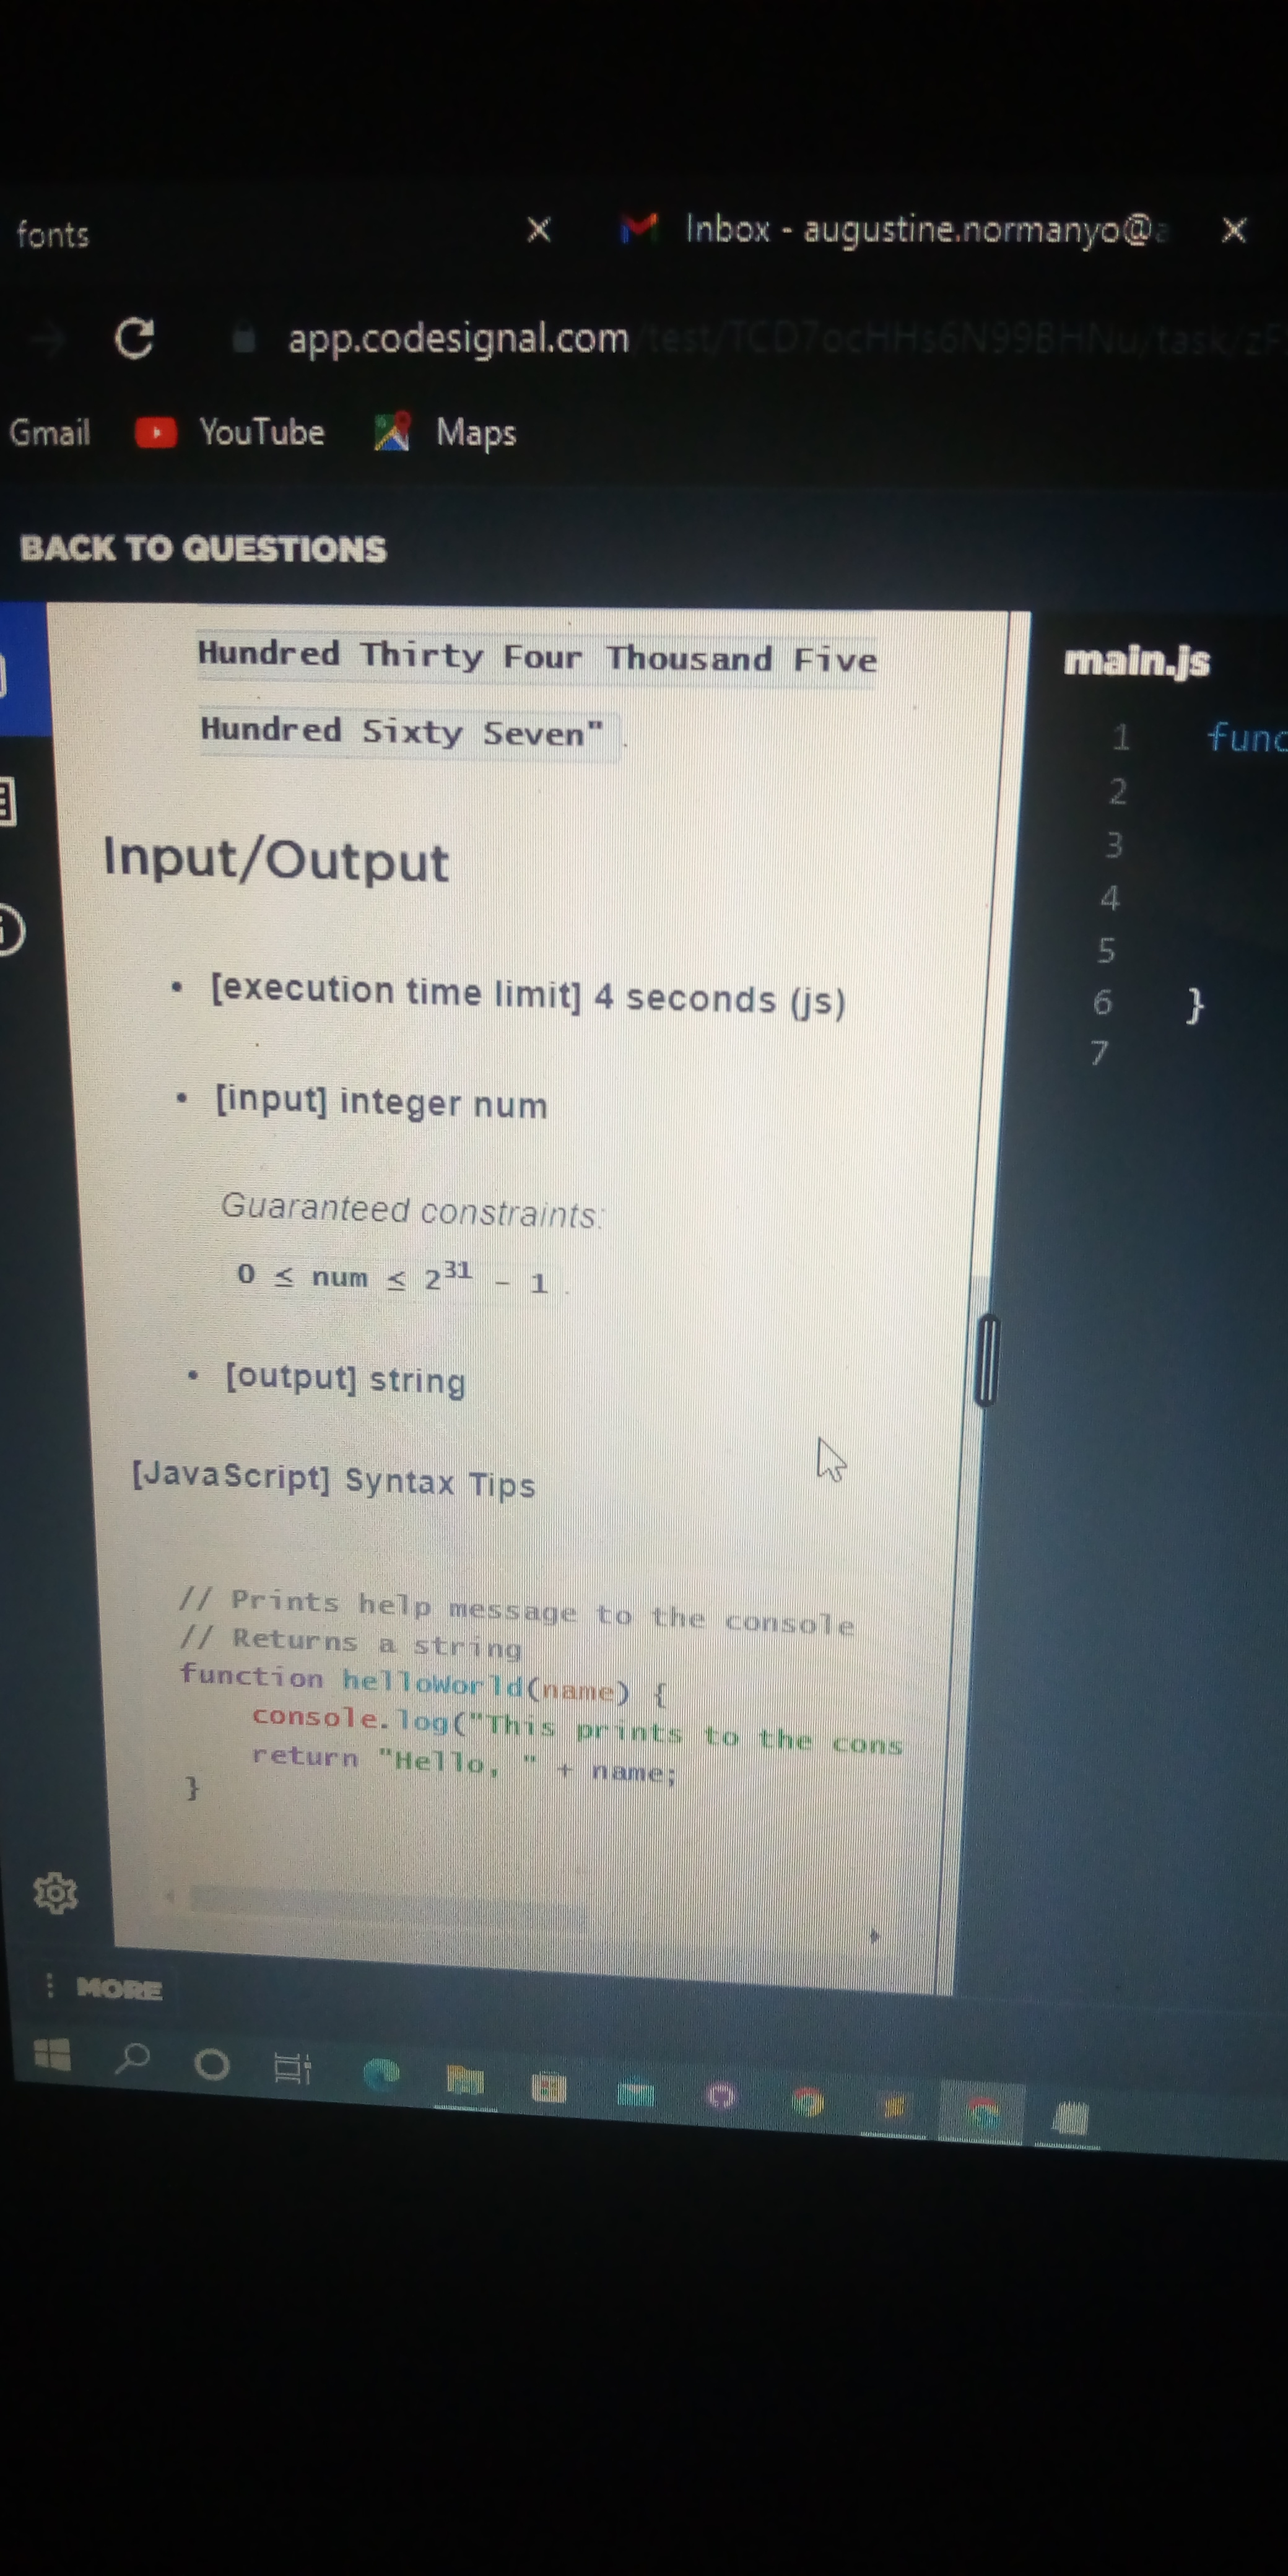 fonts
Inbox - augustine.normanyo@
app.codesignal.com/test/TCD7ocHHs6N99BHNu/task/zF
Gmail YouTube Maps
BACK TO QUESTIONS
Hundred Thirty Four Thousand Five
Hundred Sixty Seven" .
Input/Output
• [execution time limit] 4 seconds (js)
• [input] integer num
Guaranteed constraints:
0 ≤ num ≤ 2³¹ - 1 .
• [output] string
[JavaScript] Syntax Tips
// Prints help message to the console
// Returns a string
function helloWorld(name) {
console.log("This prints to the cons
return "Hello, " + name;
}
main.js
1 func
2
3
4
5
6 }
7
MORE